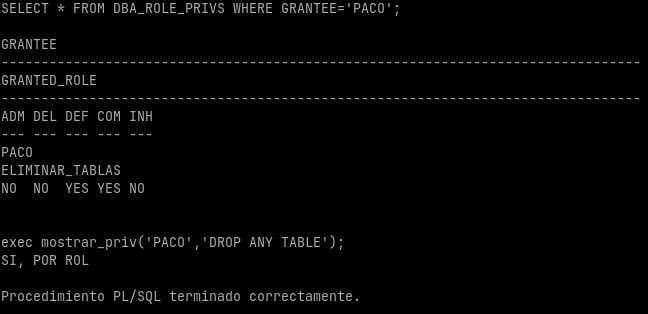 SELECT * FROM DBA_ROLE_PRIVS WHERE GRANTEE='PACO';
GRANTEE
--------------------------------------------------------------------------------
GRANTED_ROLE
--------------------------------------------------------------------------------
ADM DEL DEF COM INH
--- --- --- --- ---
PACO
ELIMINAR_TABLAS
NO  NO  YES YES NO
exec mostrar_priv('PACO','DROP ANY TABLE');
SI, POR ROL
Procedimiento PL/SQL terminado correctamente.